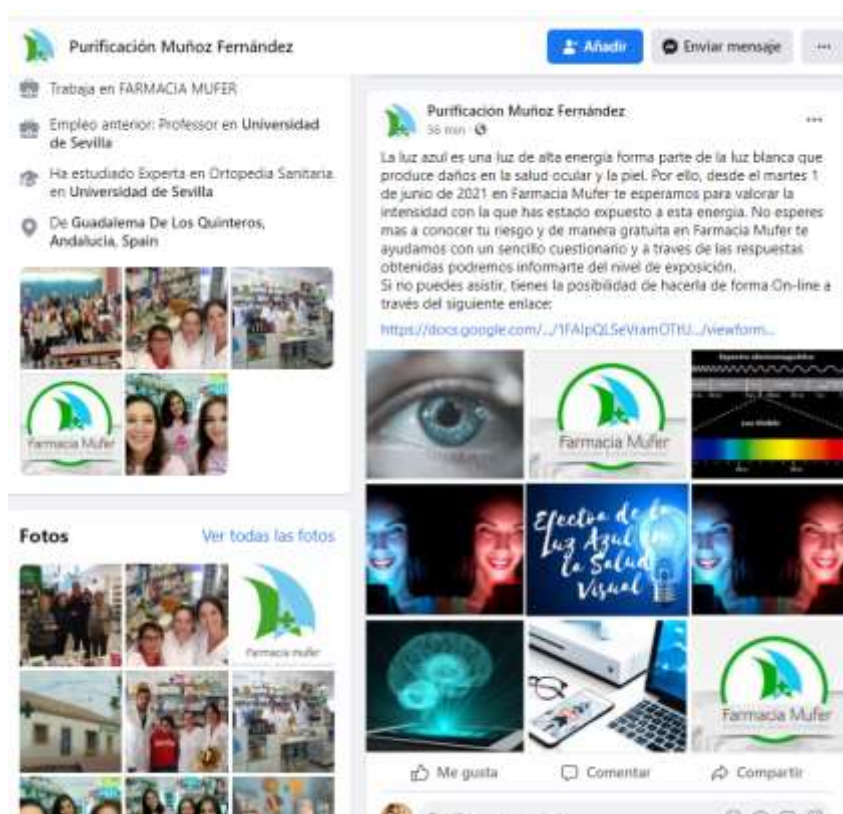 Purificación Muñoz Fernández
Añadir
Enviar mensaje
Trabaja en FARMACIA MUFER
Empleo anterior: Professor en Universidad
de Sevilla
Ha estudiado Experta en Ortopedia Sanitaria
en Universidad de Sevilla
De Guadalema De Los Quinteros,
Andalucia, Spain
Farmacia Mufer
Fotos
Ver todas las fotos
Farmacia mufer
Purificación Muñoz Fernández
36 min
La luz azul es una luz de alta energía forma parte de la luz blanca que
produce daños en la salud ocular y la piel. Por ello, desde el martes 1
de junio de 2021 en Farmacia Mufer te esperamos para valorar la
intensidad con la que has estado expuesto a esta energia. No esperes
mas a conocer tu riesgo y de manera gratuita en Farmacia Mufer te
ayudamos con un sencillo cuestionario y a traves de las respuestas
obtenidas podremos informarte del nivel de exposición.
Si no puedes asistir, tienes la posibilidad de hacerla de forma On-line a
través del siguiente enlace:
https://docs.google.com/.../1FAIpQLSeVramOTtU.../viewform...
Farmacia Mufer
Espectro electromagnético
Luz Visible
Efectos de la
Luz Azul en
la Salud
Visual
Farmacia Mufer
Me gusta
Comentar
Compartir